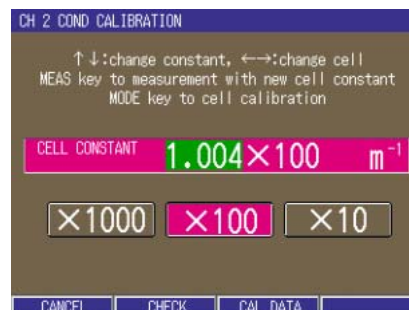 CH 2 COND CALIBRATION
↑↓:change constant, ←→:change cell
MEAS key to measurement with new cell constant
MODE key to cell calibration
CELL CONSTANT 1.004×100 m⁻¹
×1000 ×100 ×10
CANCEL CHECK CAL DATA